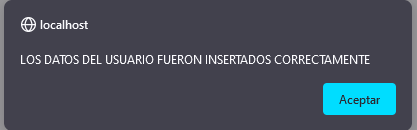 localhost
LOS DATOS DEL USUARIO FUERON INSERTADOS CORRECTAMENTE
Aceptar